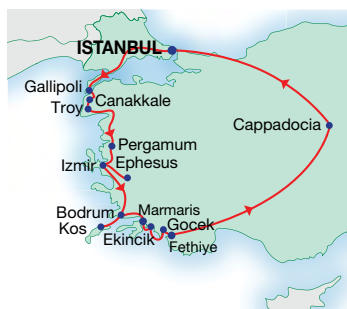 ISTANBUL
Gallipoli
Canakkale
Troy
Cappadocia
Pergamum
Izmir
Ephesus
Bodrum
Marmaris
Kos
Gocek
Ekincik
Fethiye